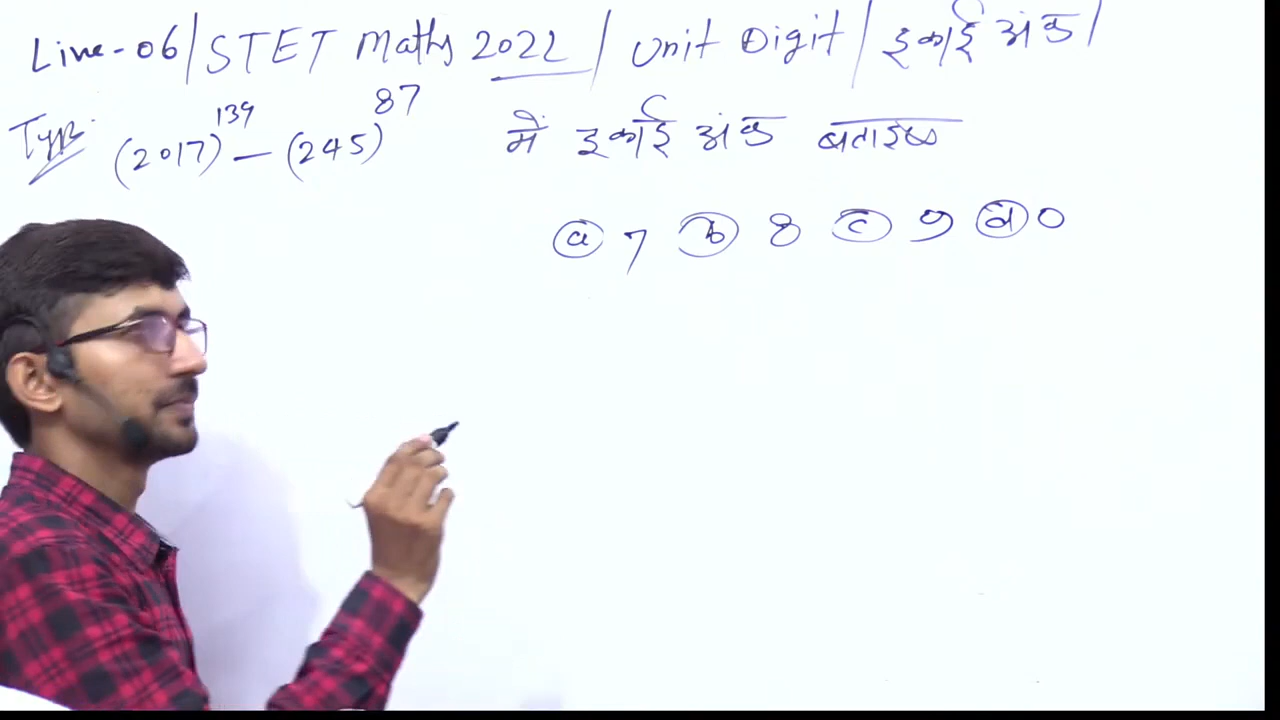 Live-06/STET Maths 2022/Unit Digit/इकाई अंक/
Type (2017)^139 - (245)^87 में इकाई अंक बताइए
(a) 7 (b) 8 (c) 9 (d) 0